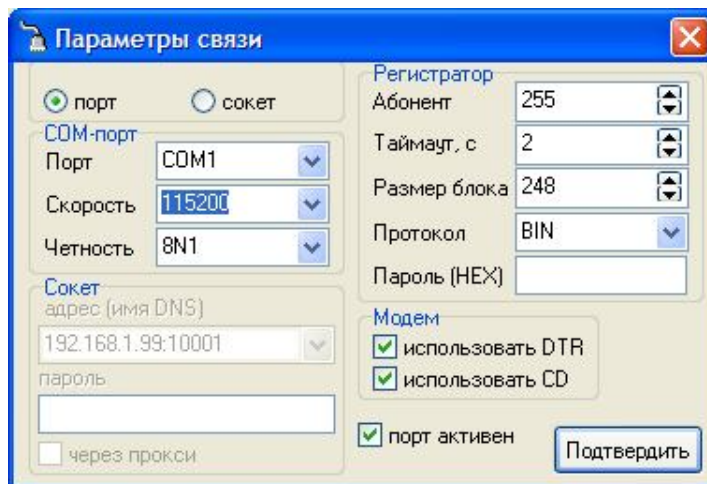 Параметры связи
порт
сокет
COM-порт
Порт COM1
Скорость 115200
Четность 8N1
Сокет
адрес (имя DNS)
192.168.1.99:10001
пароль
через прокси
Регистратор
Абонент 255
Таймаут, с 2
Размер блока 248
Протокол BIN
Пароль (HEX)
Модем
использовать DTR
использовать CD
порт активен
Подтвердить